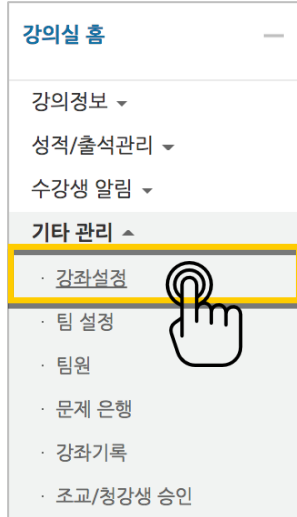 강의실 홈
강의정보
성적/출석관리
수강생 알림
기타 관리
· 강좌설정
· 팀 설정
· 팀원
· 문제 은행
· 강좌기록
· 조교/청강생 승인